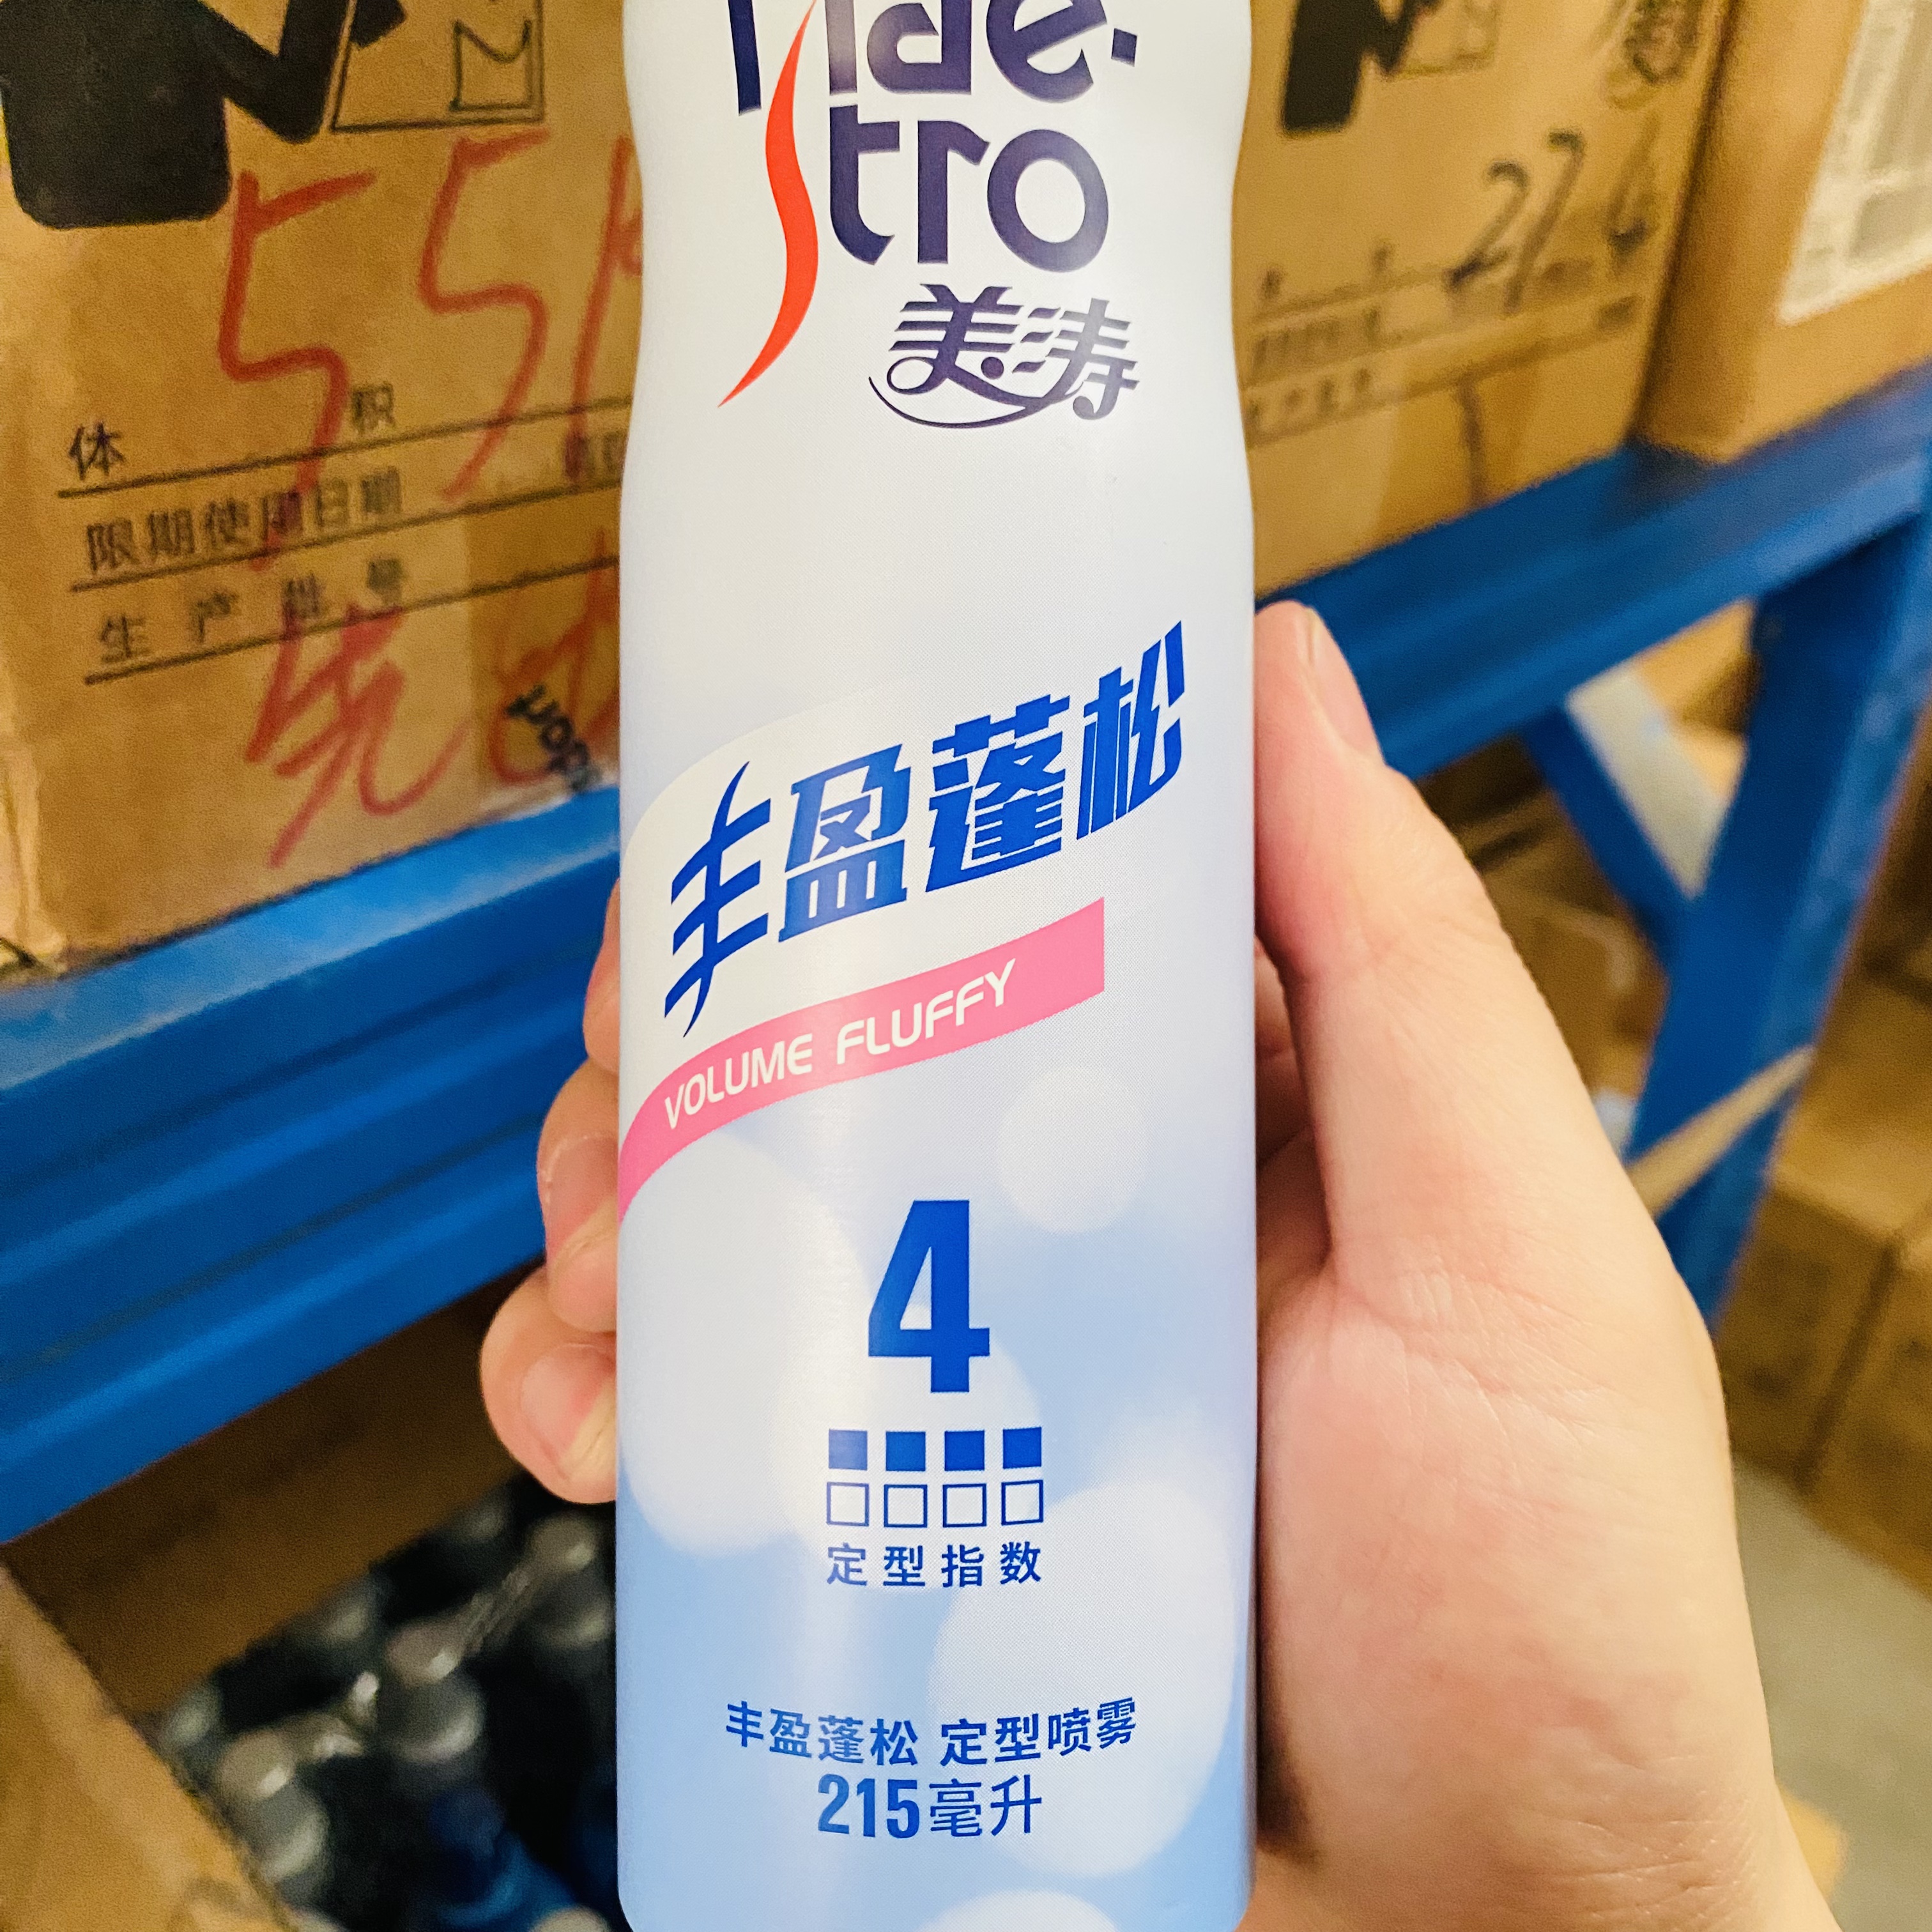 Mae·
stro
美涛
丰盈蓬松
VOLUME FLUFFY
4
定型指数
丰盈蓬松 定型喷雾
215毫升
体 积
限期使用日期
生产批号
55
27